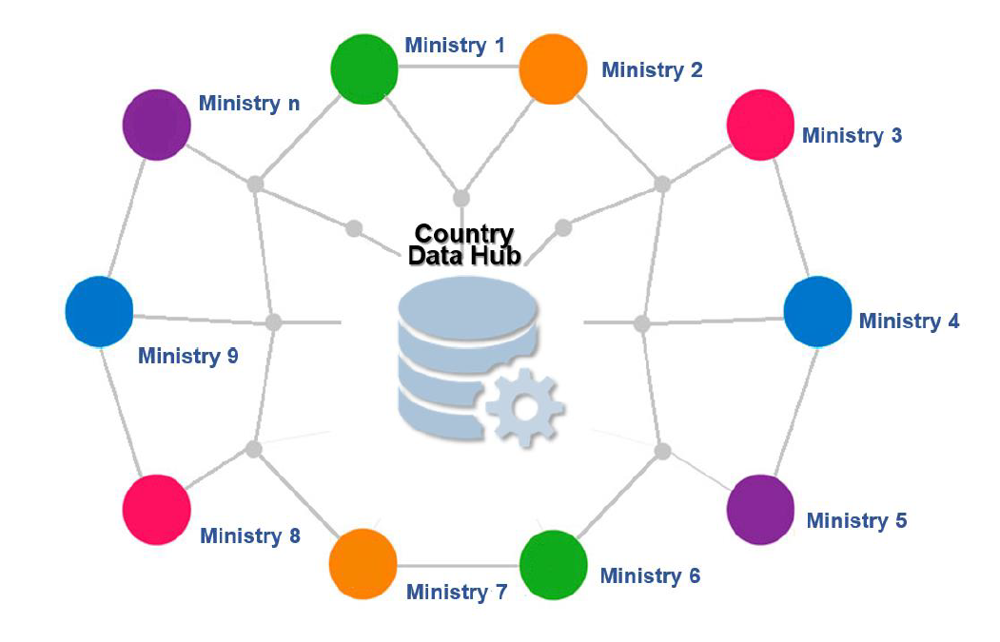 Ministry 1
Ministry 2
Ministry n
Ministry 3
Country
Data Hub
Ministry 9
Ministry 4
Ministry 8
Ministry 5
Ministry 7
Ministry 6